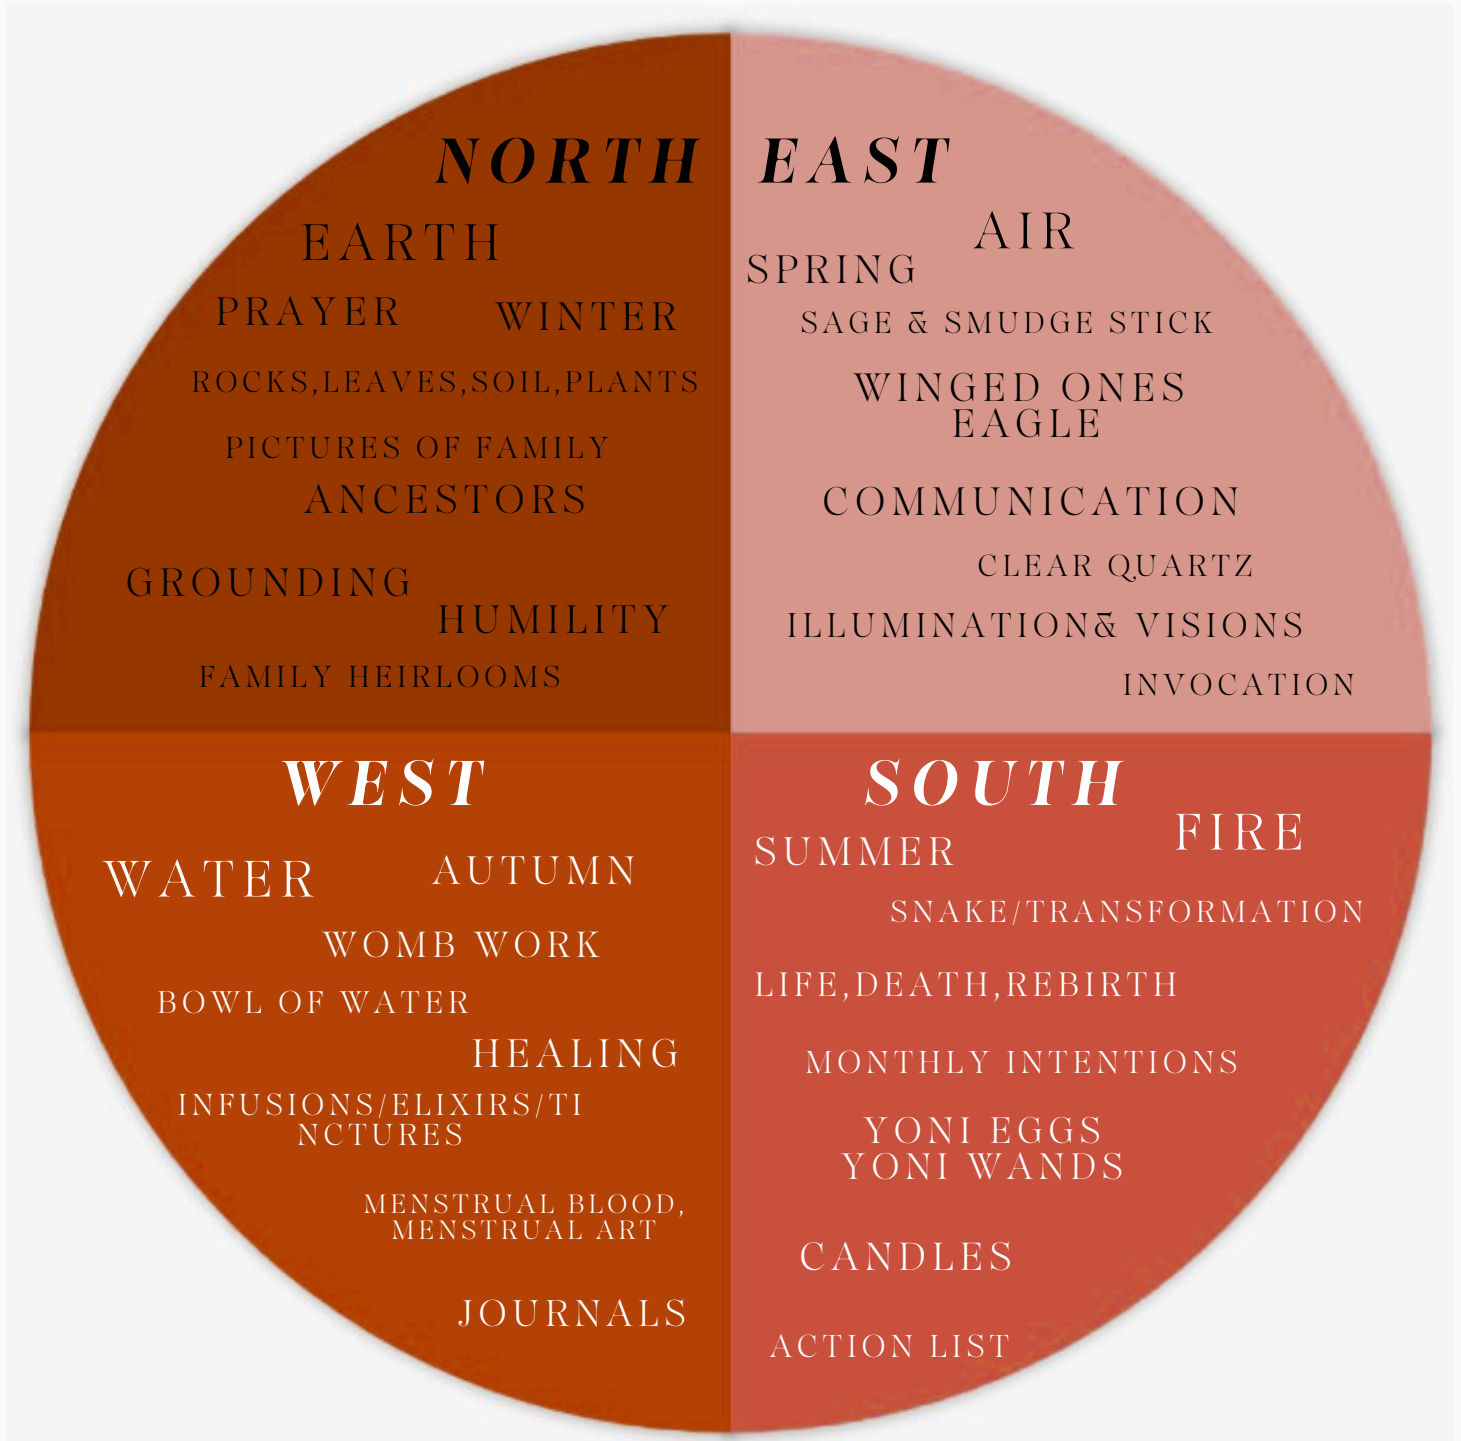 NORTH
EARTH
PRAYER
WINTER
ROCKS,LEAVES,SOIL,PLANTS
PICTURES OF FAMILY
ANCESTORS
GROUNDING
HUMILITY
FAMILY HEIRLOOMS
EAST
AIR
SPRING
SAGE & SMUDGE STICK
WINGED ONES
EAGLE
COMMUNICATION
CLEAR QUARTZ
ILLUMINATION& VISIONS
INVOCATION
WEST
WATER
AUTUMN
WOMB WORK
BOWL OF WATER
HEALING
INFUSIONS/ELIXIRS/TI
NCTURES
MENSTRUAL BLOOD,
MENSTRUAL ART
JOURNALS
SOUTH
FIRE
SUMMER
SNAKE/TRANSFORMATION
LIFE,DEATH,REBIRTH
MONTHLY INTENTIONS
YONI EGGS
YONI WANDS
CANDLES
ACTION LIST